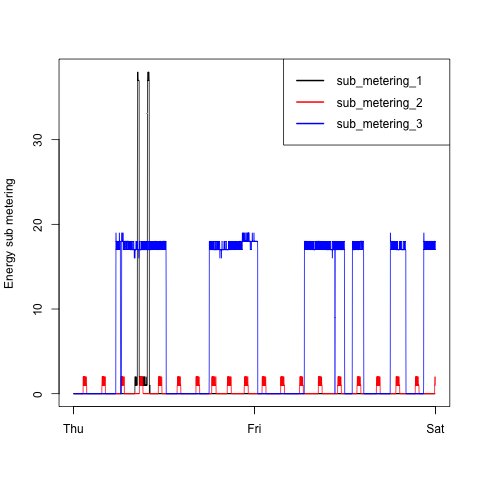 sub_metering_1
sub_metering_2
sub_metering_3
Energy sub metering
30
20
10
0
Thu Fri Sat